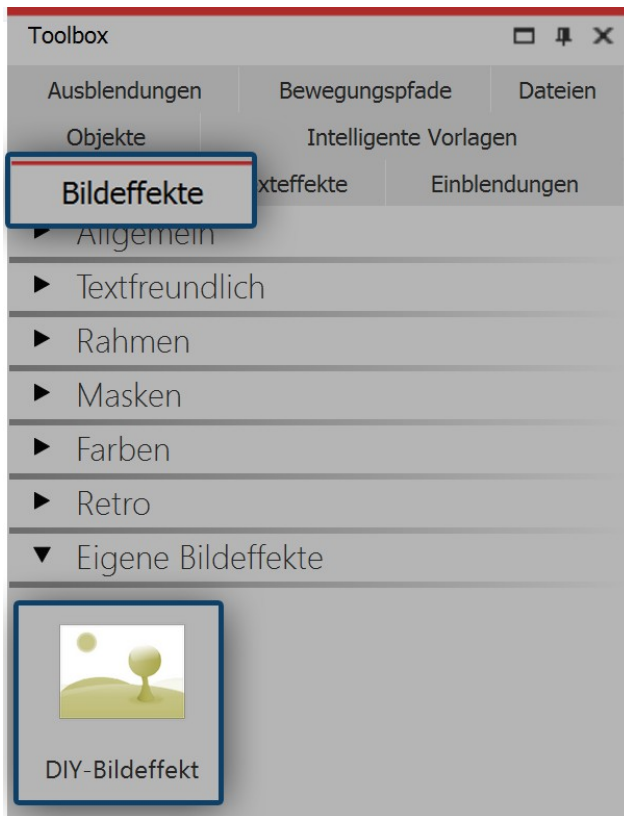 Toolbox
Ausblendungen Bewegungspfade Dateien
Objekte Intelligente Vorlagen
Bildeffekte xteffekte Einblendungen
Allgemein
Textfreundlich
Rahmen
Masken
Farben
Retro
Eigene Bildeffekte
DIY-Bildeffekt